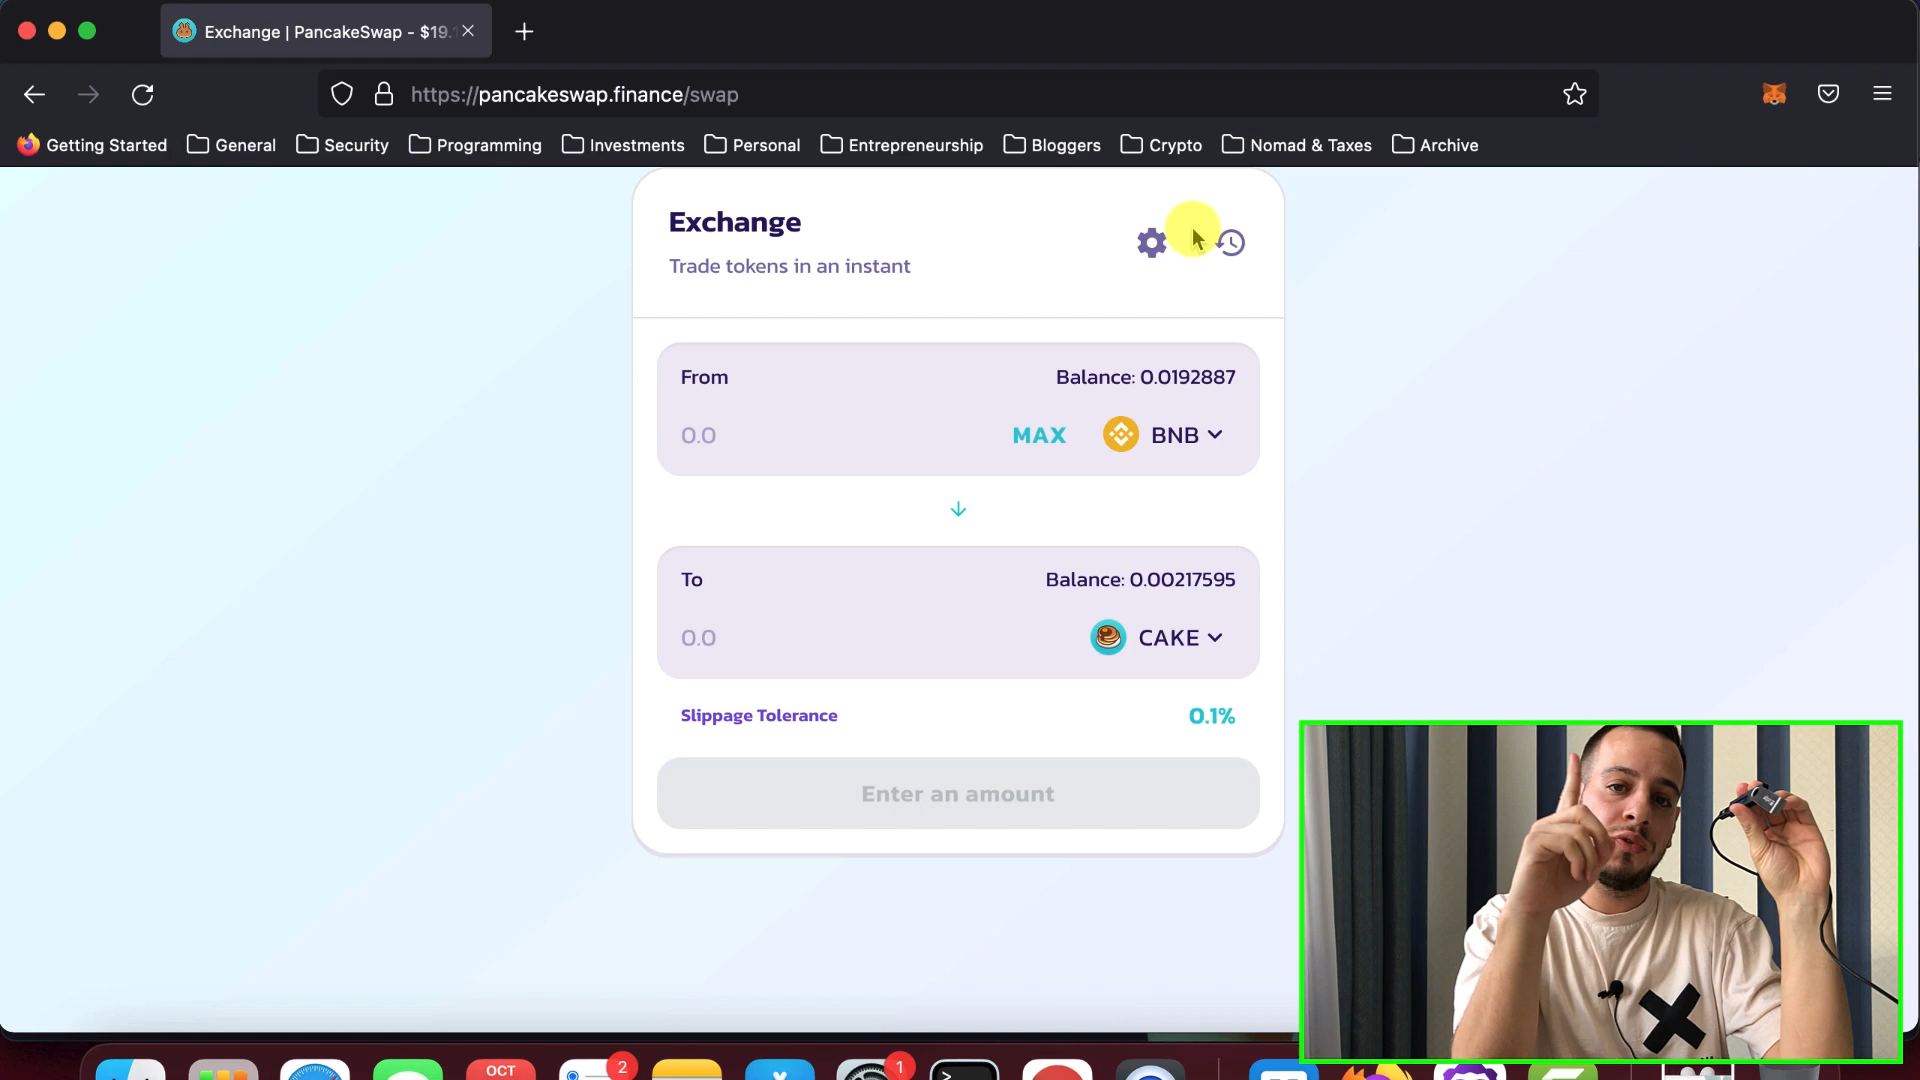 Exchange | PancakeSwap - $19.
https://pancakeswap.finance/swap
Getting Started General Security Programming Investments Personal Entrepreneurship Bloggers Crypto Nomad & Taxes Archive
Exchange
Trade tokens in an instant
From Balance: 0.0192887
0.0 MAX BNB
To Balance: 0.00217595
0.0 CAKE
Slippage Tolerance 0.1%
Enter an amount
OCT 2 1